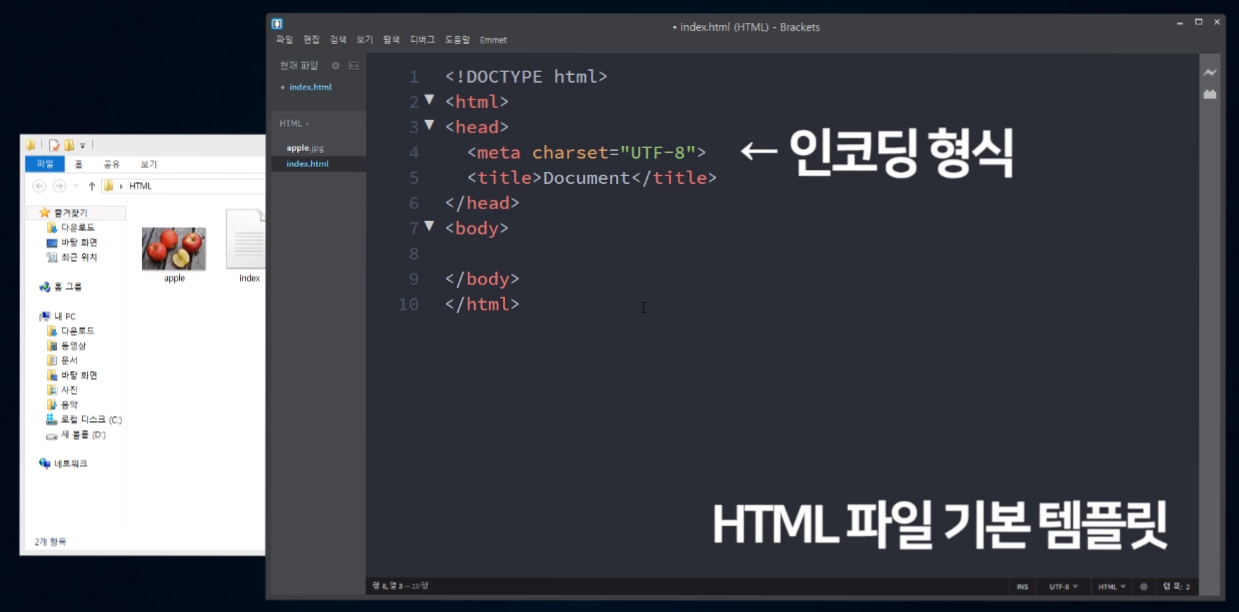 • index.html (HTML) - Brackets
파일 편집 검색 보기 탐색 디버그 도움말 Emmet
현재 파일
• index.html
HTML
apple.jpg
index.html
1 <!DOCTYPE html>
2 ▼ <html>
3 ▼ <head>
4 <meta charset="UTF-8"> ← 인코딩 형식
5 <title>Document</title>
6 </head>
7 ▼ <body>
8
9 </body>
10 </html>
HTML 파일 기본 템플릿
행 8, 열 3 — 10 행
INS UTF-8 HTML 탭 폭: 2
파일 홈 공유 보기
HTML
즐겨찾기
다운로드
바탕 화면
최근 위치
홈 그룹
내 PC
다운로드
동영상
문서
바탕 화면
사진
음악
로컬 디스크 (C:)
새 볼륨 (D:)
네트워크
apple
index
2개 항목